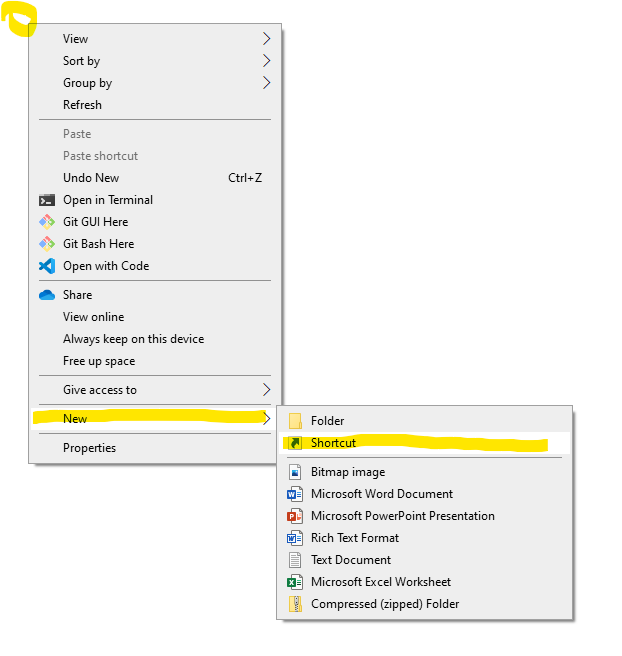 View
Sort by
Group by
Refresh
Paste
Paste shortcut
Undo New Ctrl+Z
Open in Terminal
Git GUI Here
Git Bash Here
Open with Code
Share
View online
Always keep on this device
Free up space
Give access to
New
Properties
Folder
Shortcut
Bitmap image
Microsoft Word Document
Microsoft PowerPoint Presentation
Rich Text Format
Text Document
Microsoft Excel Worksheet
Compressed (zipped) Folder